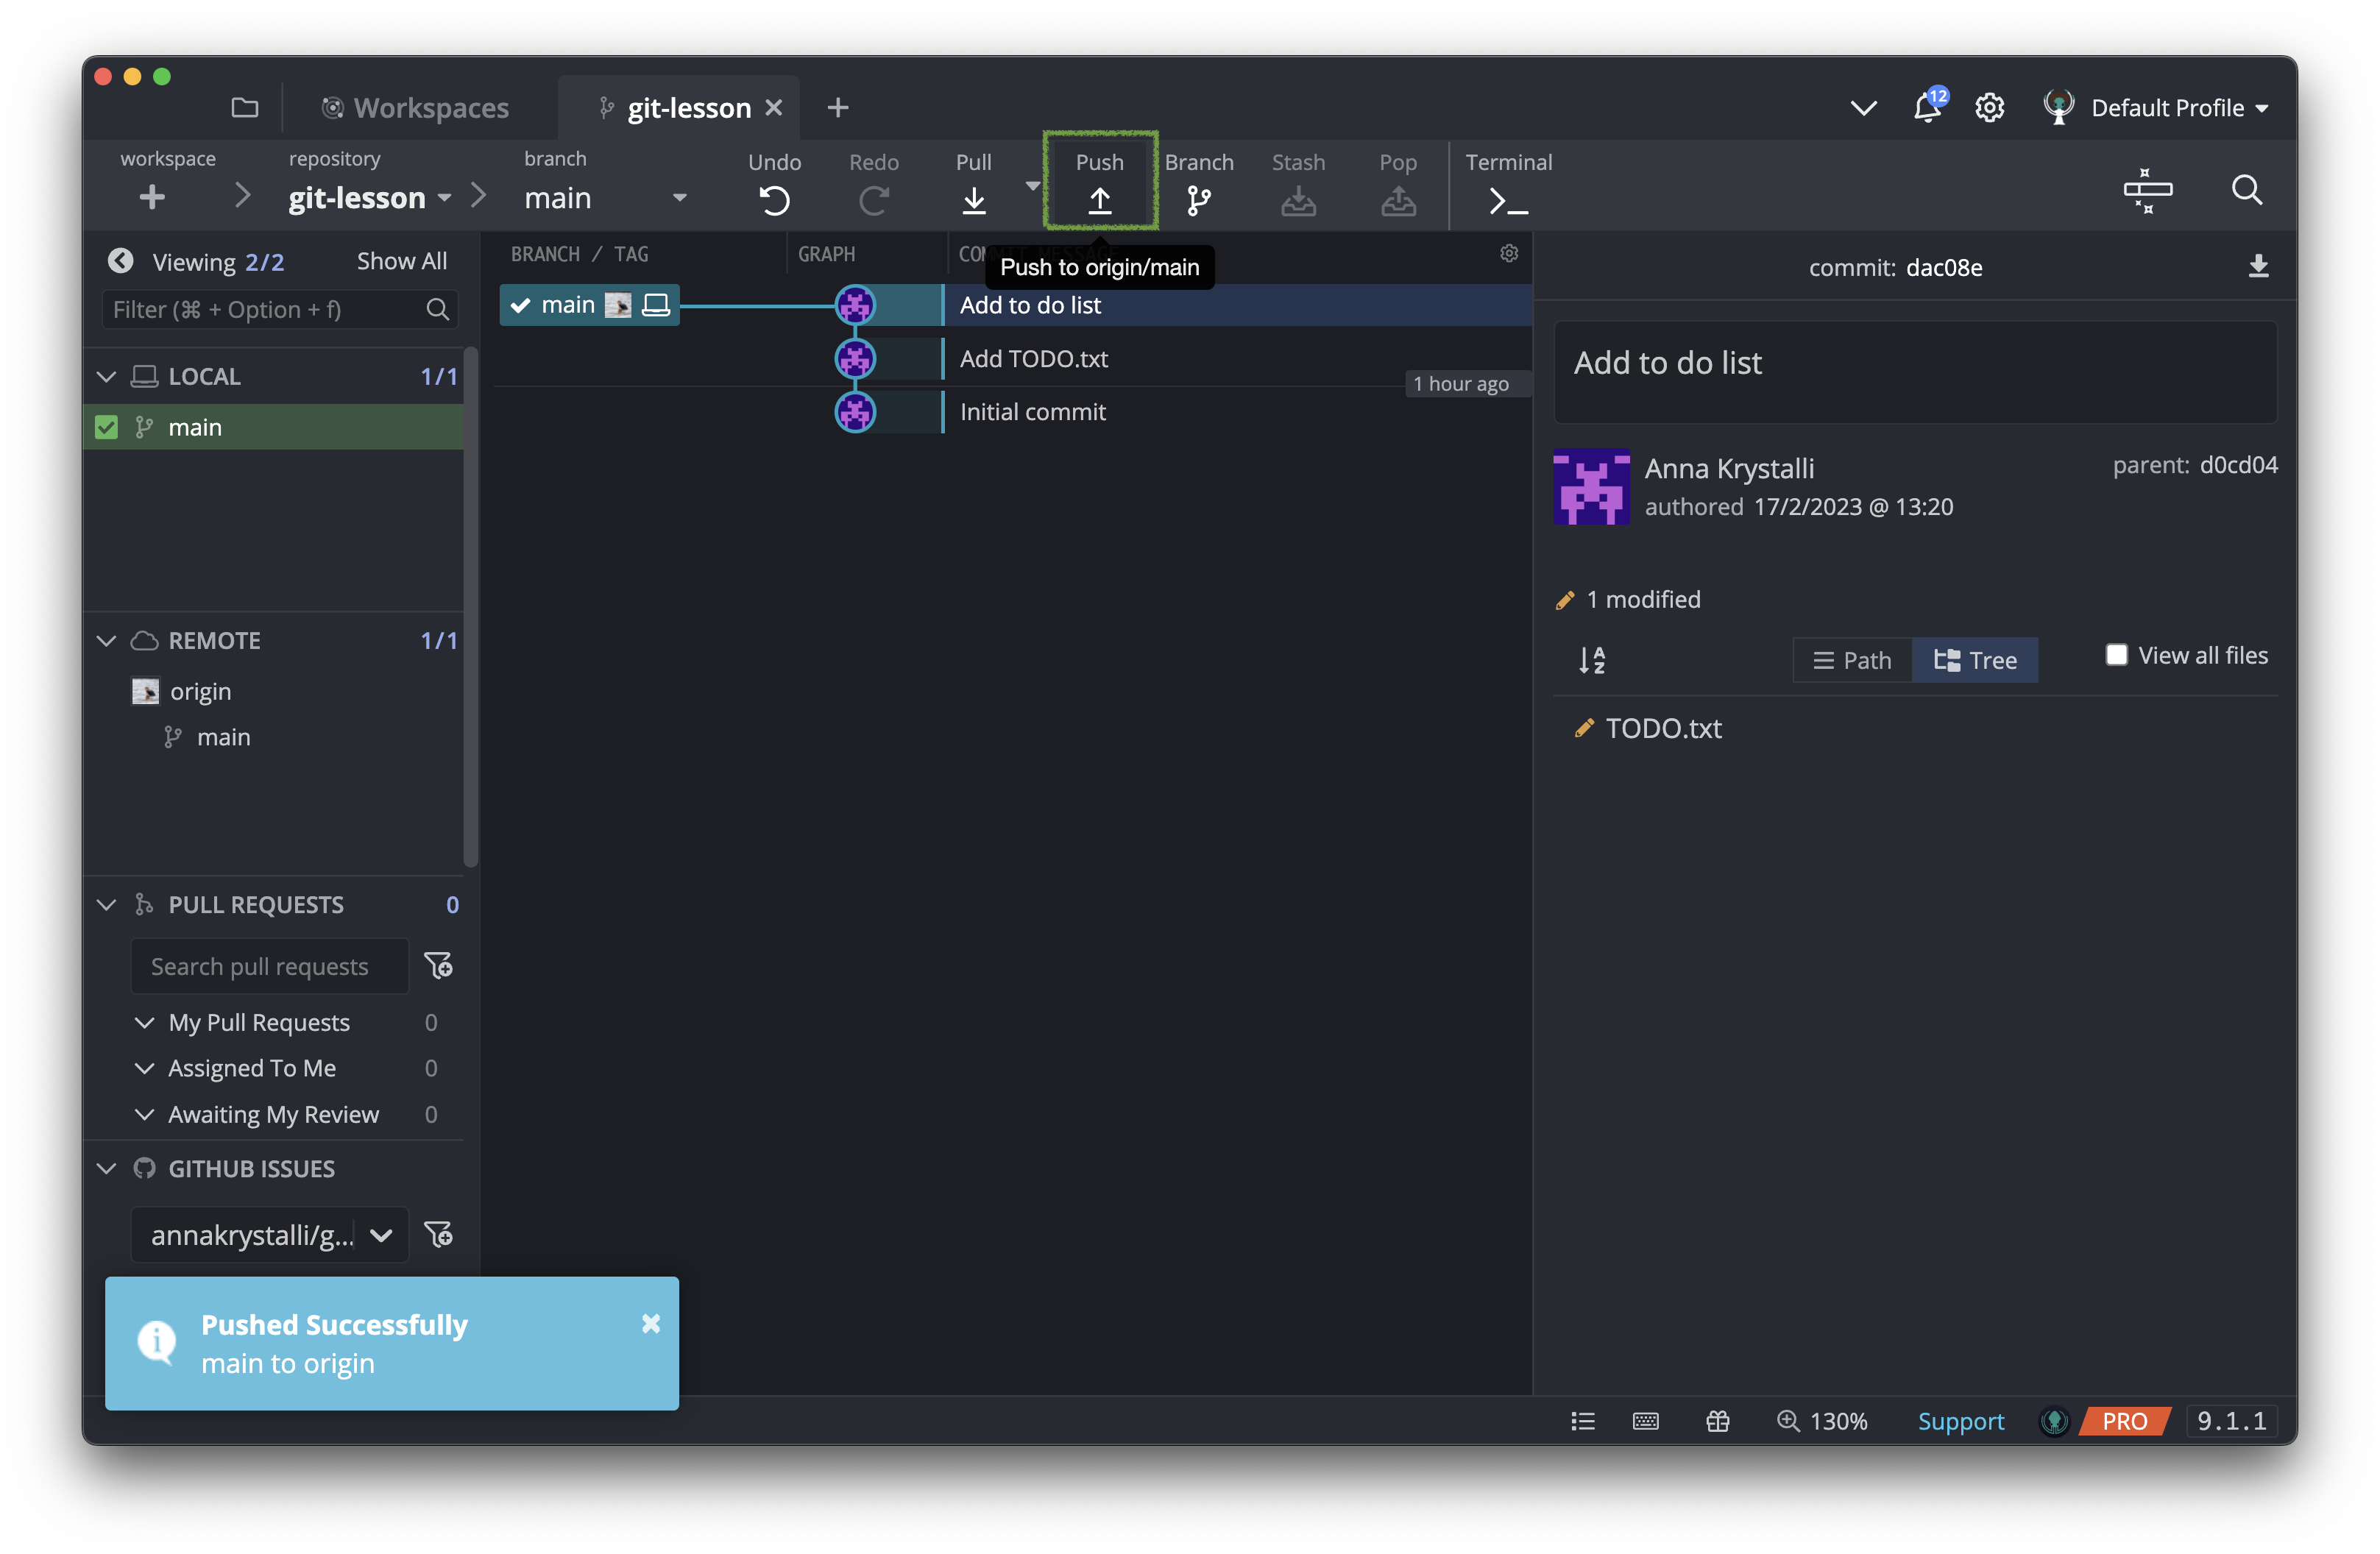 Workspaces
git-lesson
12
Default Profile
workspace
repository
branch
git-lesson
main
Undo
Redo
Pull
Push
Branch
Stash
Pop
Terminal
Viewing 2/2
Show All
Filter (⌘ + Option + f)
LOCAL 1/1
main
REMOTE 1/1
origin
main
PULL REQUESTS 0
Search pull requests
My Pull Requests 0
Assigned To Me 0
Awaiting My Review 0
GITHUB ISSUES
annakrystalli/g...
Pushed Successfully
main to origin
BRANCH / TAG
GRAPH
COMMIT MESSAGE
Push to origin/main
main
Add to do list
Add TODO.txt
1 hour ago
Initial commit
commit: dac08e
Add to do list
Anna Krystalli
parent: d0cd04
authored 17/2/2023 @ 13:20
1 modified
A
Z
Path
Tree
View all files
TODO.txt
130%
Support
PRO
9.1.1